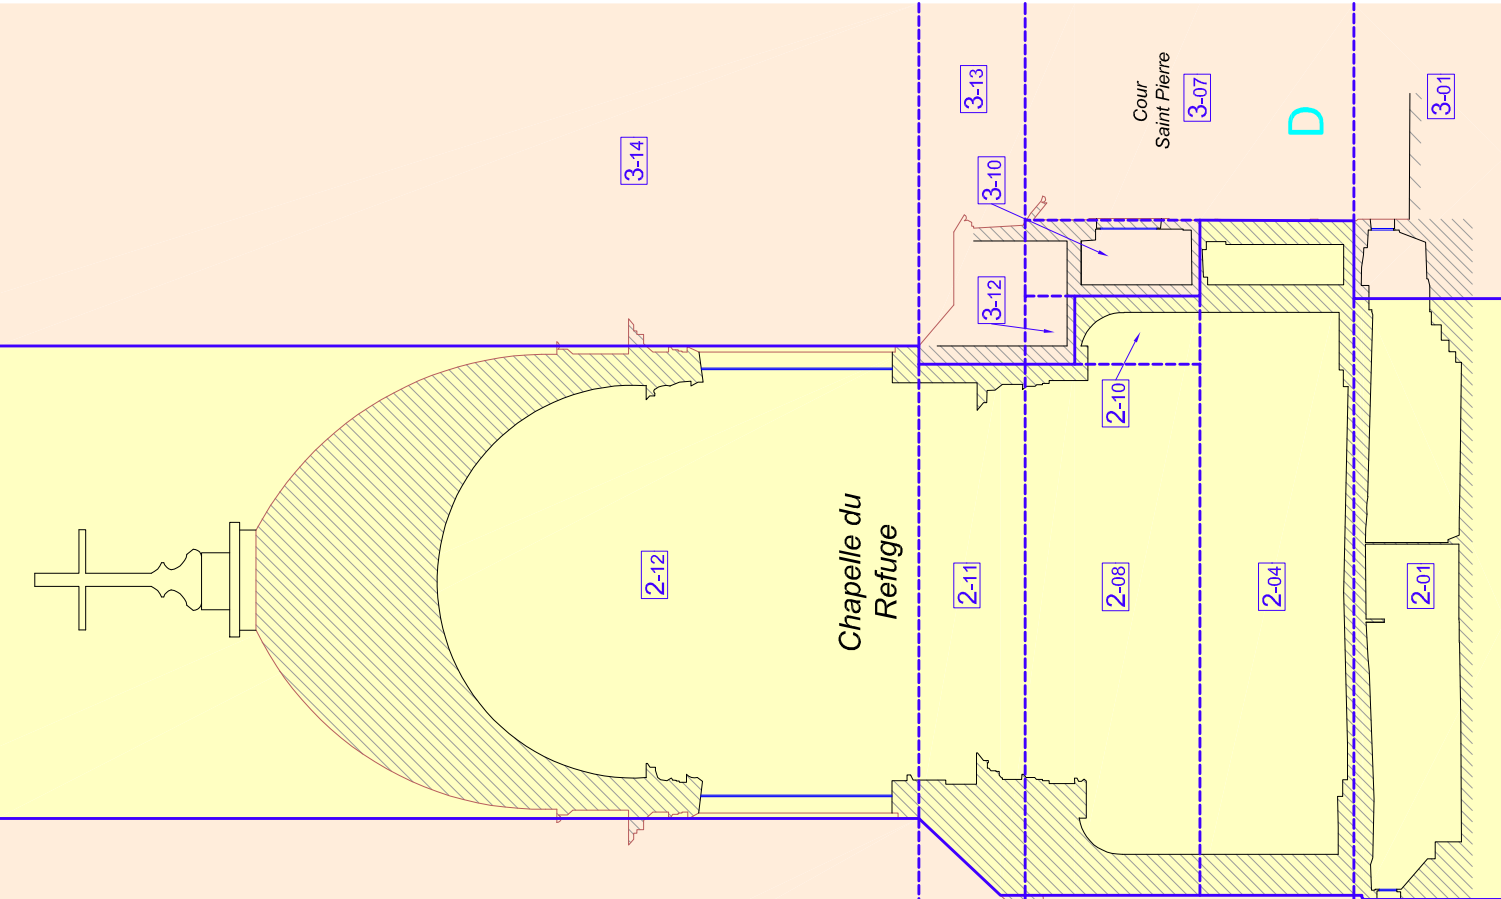 3-14
3-13
3-10
3-12
Cour
Saint Pierre
3-07
D
3-01
2-12
Chapelle du
Refuge
2-11
2-10
2-08
2-04
2-01